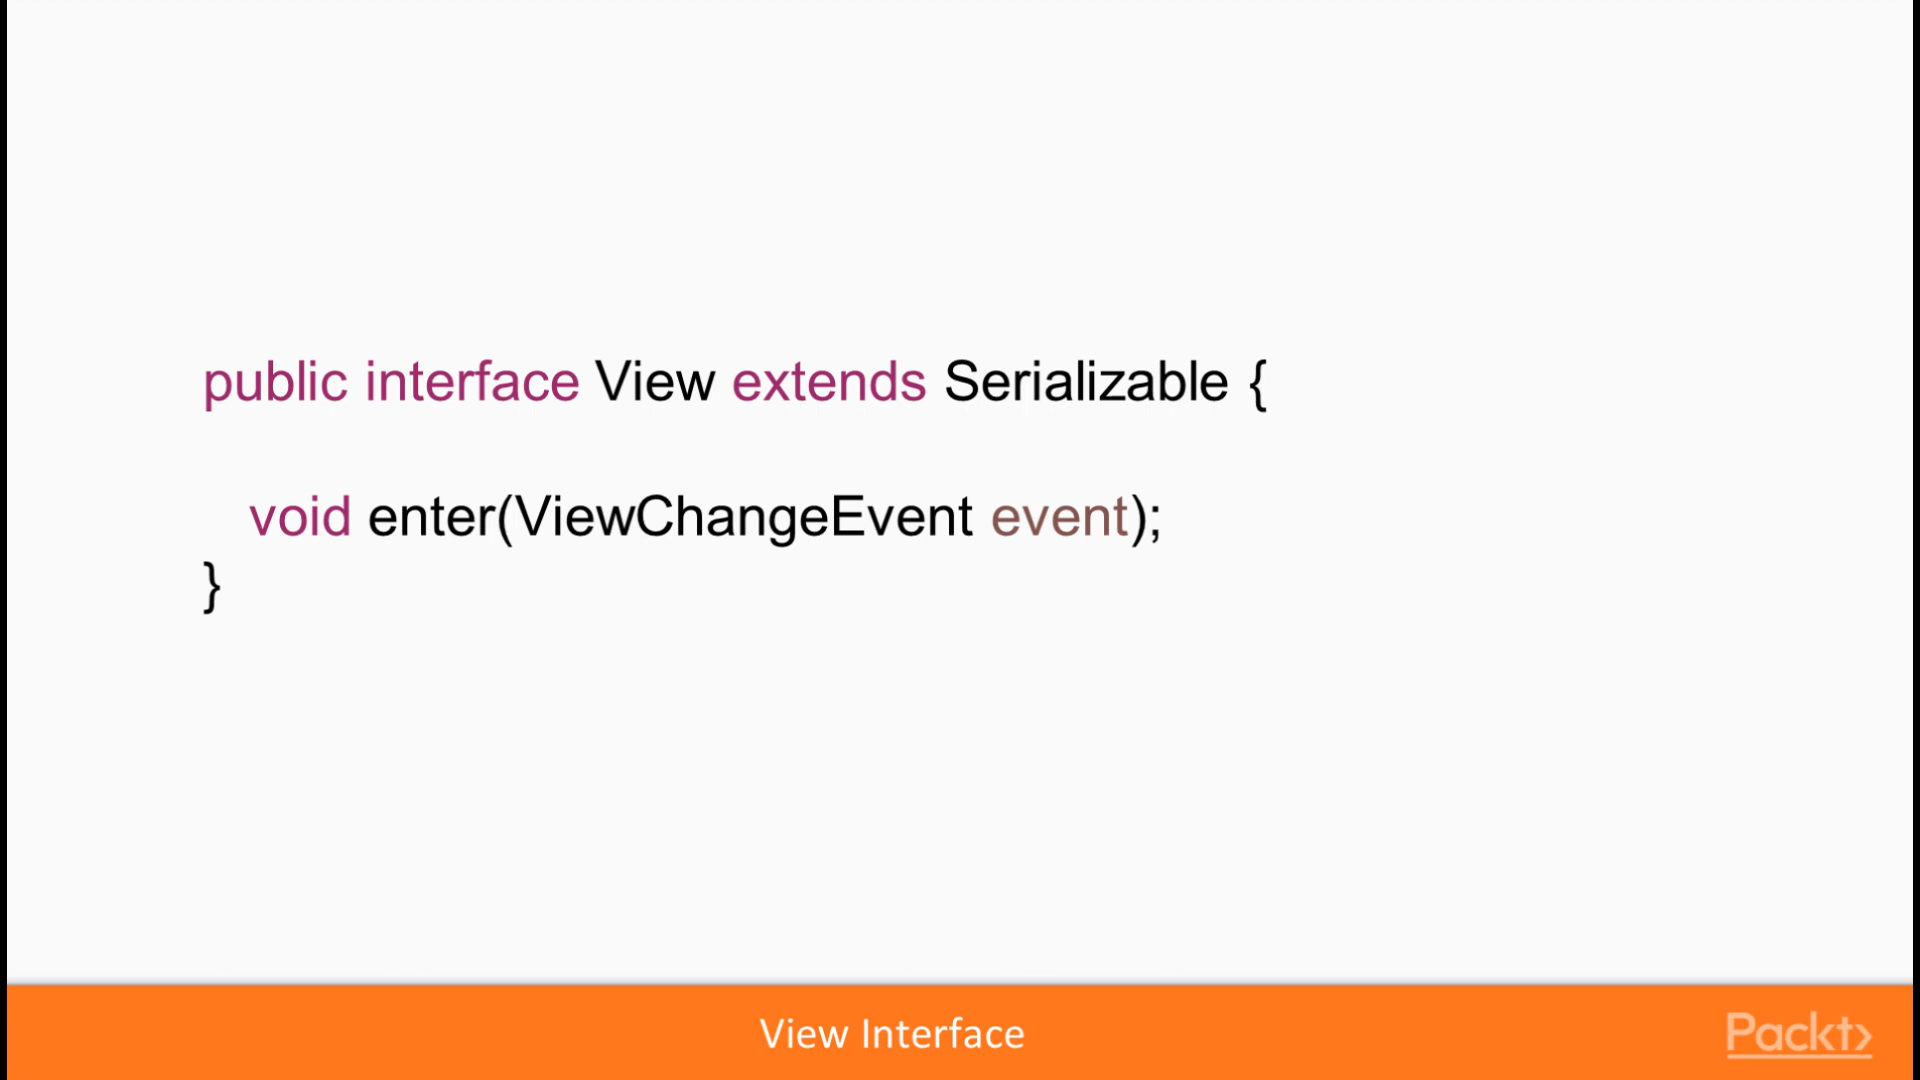 public interface View extends Serializable {
void enter(ViewChangeEvent event);
}
View Interface
Packt>